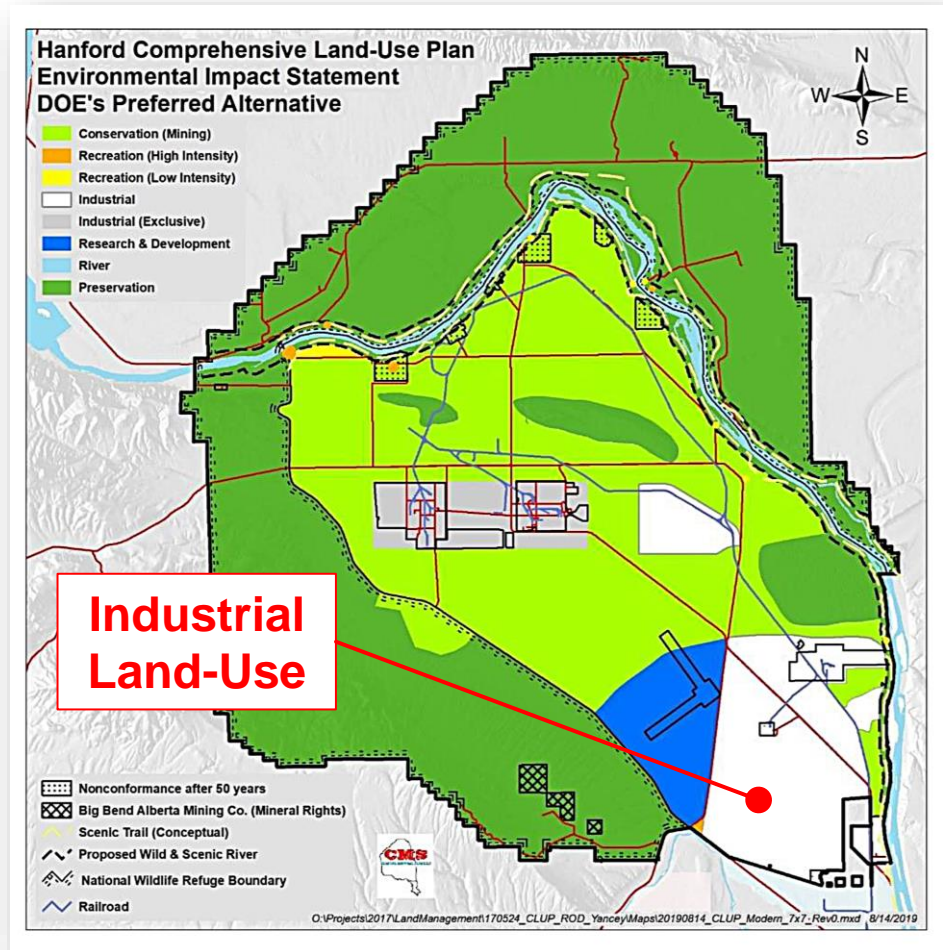 Hanford Comprehensive Land-Use Plan
Environmental Impact Statement
DOE's Preferred Alternative
Conservation (Mining)
Recreation (High Intensity)
Recreation (Low Intensity)
Industrial
Industrial (Exclusive)
Research & Development
River
Preservation
N
W E
S
Industrial
Land-Use
Nonconformance after 50 years
Big Bend Alberta Mining Co. (Mineral Rights)
Scenic Trail (Conceptual)
Proposed Wild & Scenic River
National Wildlife Refuge Boundary
Railroad
CMS
O:\Projects\2017\LandManagement\170524_CLUP_ROD_Yancey\Maps\20190814_CLUP_Modern_7x7-Rev0.mxd 8/14/2019